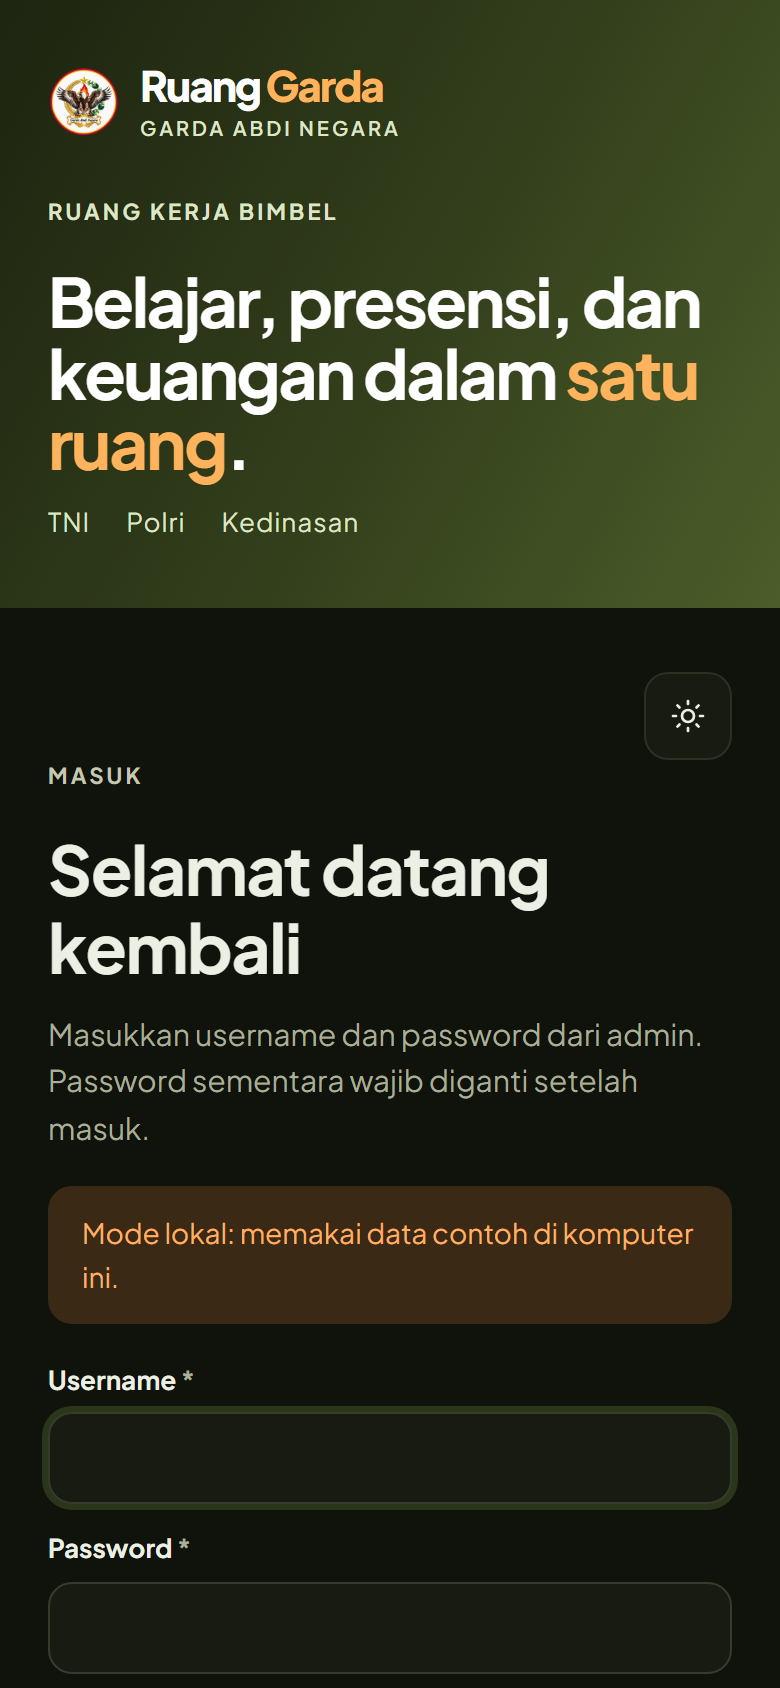 Ruang Garda
GARDA ABDI NEGARA
RUANG KERJA BIMBEL
Belajar, presensi, dan
keuangan dalam satu
ruang.
TNI Polri Kedinasan
MASUK
Selamat datang
kembali
Masukkan username dan password dari admin.
Password sementara wajib diganti setelah
masuk.
Mode lokal: memakai data contoh di komputer
ini.
Username *
Password *